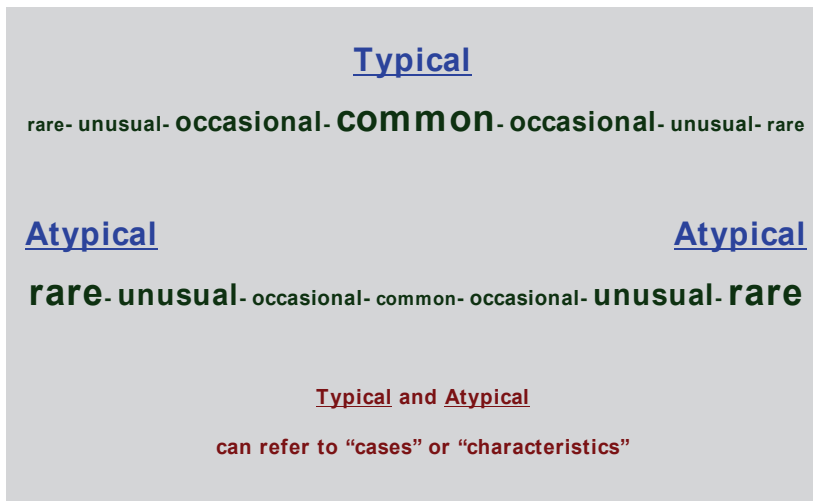 Typical
rare- unusual- occasional- common- occasional- unusual- rare
Atypical Atypical
rare- unusual- occasional- common- occasional- unusual- rare
Typical and Atypical
can refer to “cases” or “characteristics”